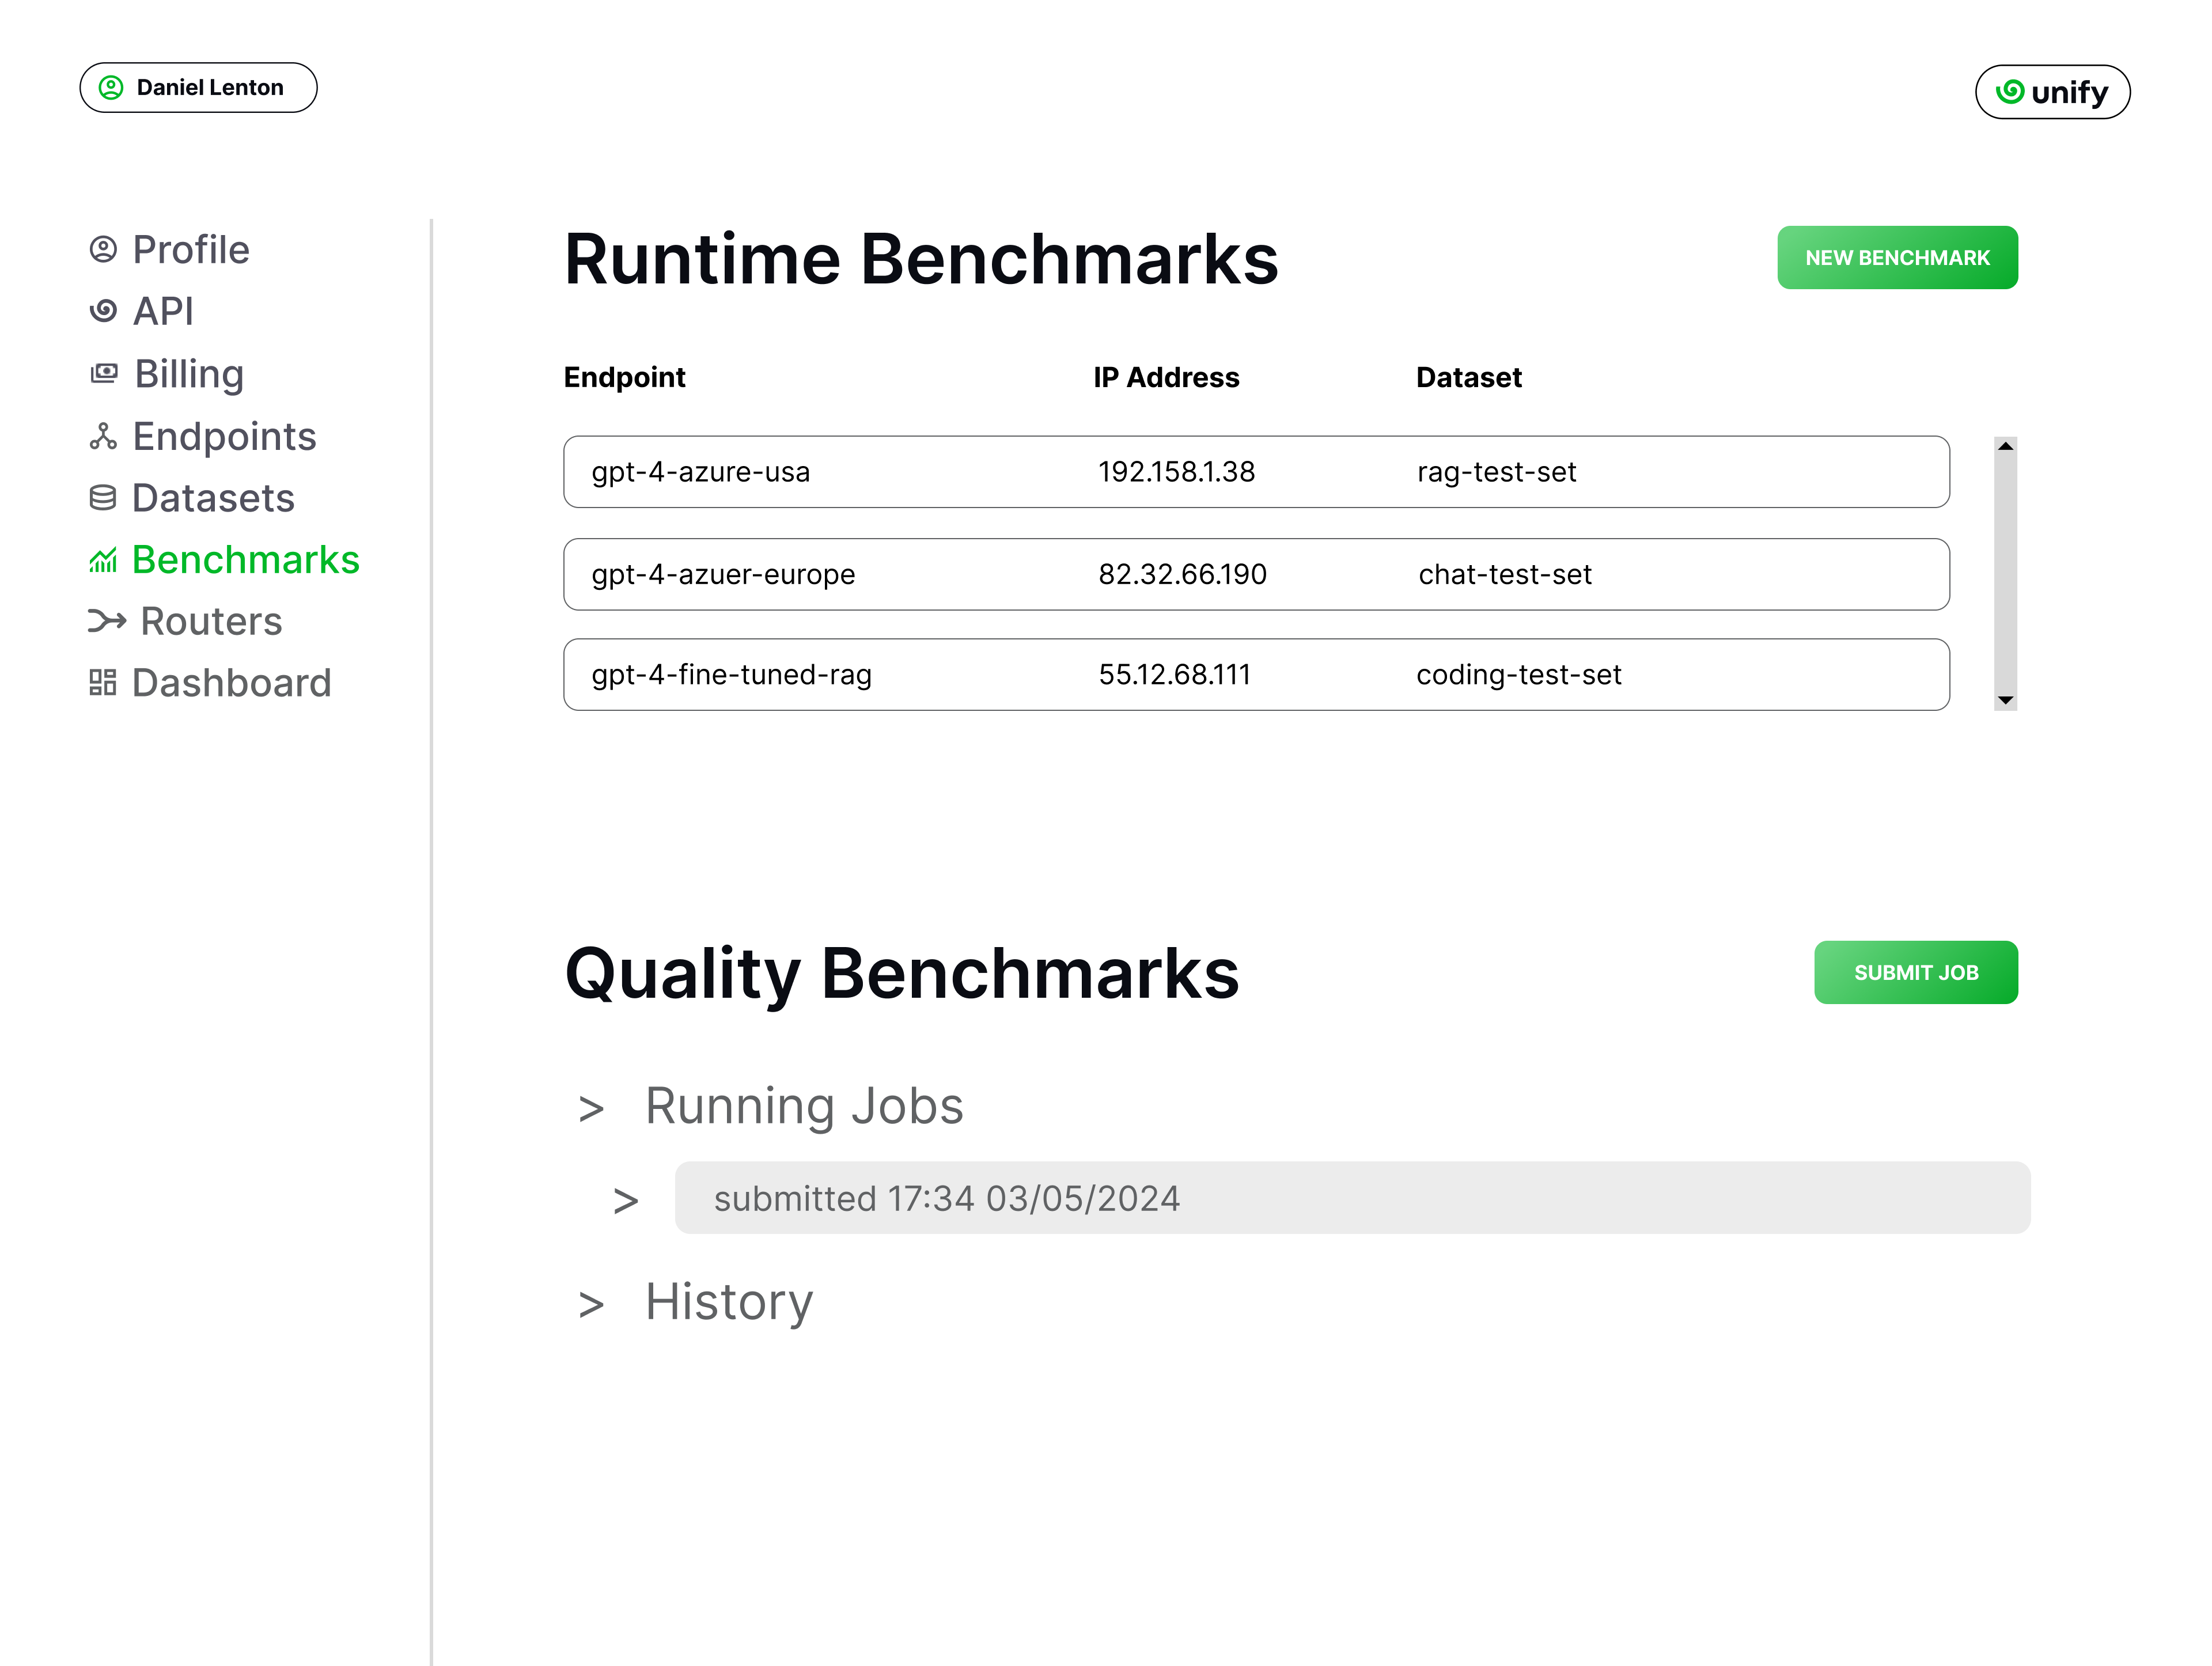 Daniel Lenton
unify
Profile
API
Billing
Endpoints
Datasets
Benchmarks
Routers
Dashboard
Runtime Benchmarks
NEW BENCHMARK
Endpoint IP Address Dataset
gpt-4-azure-usa 192.158.1.38 rag-test-set
gpt-4-azuer-europe 82.32.66.190 chat-test-set
gpt-4-fine-tuned-rag 55.12.68.111 coding-test-set
Quality Benchmarks
SUBMIT JOB
> Running Jobs
> submitted 17:34 03/05/2024
> History